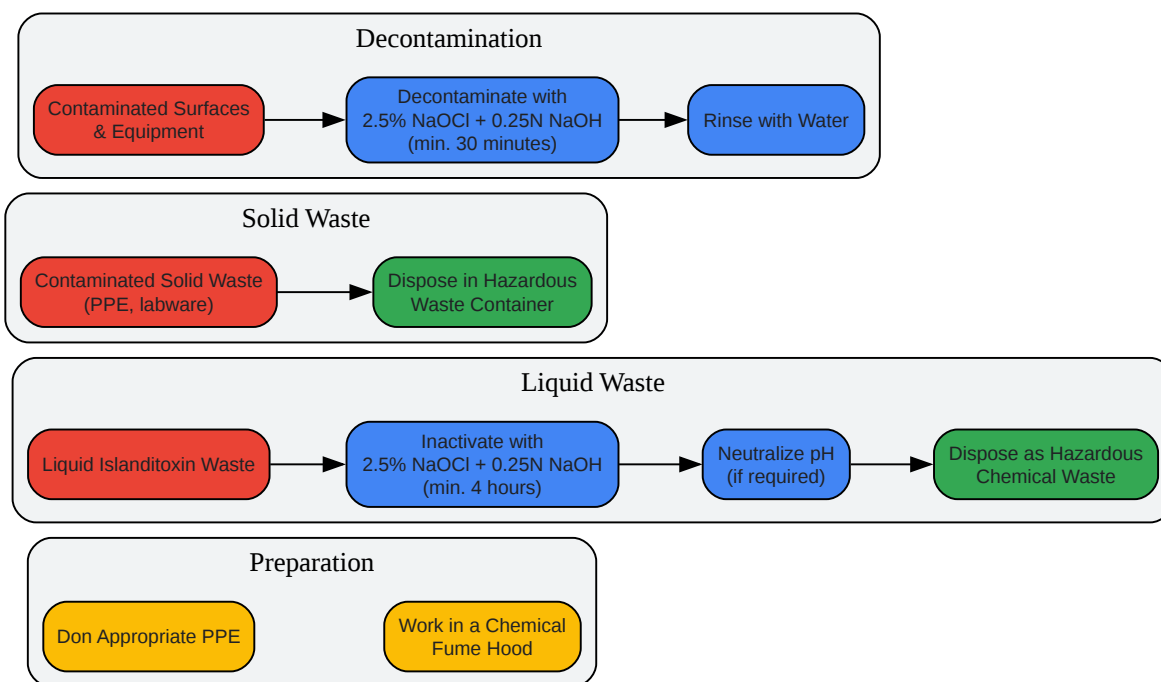 Decontamination
Contaminated Surfaces
& Equipment
Decontaminate with
2.5% NaOCl + 0.25N NaOH
(min. 30 minutes)
Rinse with Water
Solid Waste
Contaminated Solid Waste
(PPE, labware)
Dispose in Hazardous
Waste Container
Liquid Waste
Liquid Islanditoxin Waste
Inactivate with
2.5% NaOCl + 0.25N NaOH
(min. 4 hours)
Neutralize pH
(if required)
Dispose as Hazardous
Chemical Waste
Preparation
Don Appropriate PPE
Work in a Chemical
Fume Hood